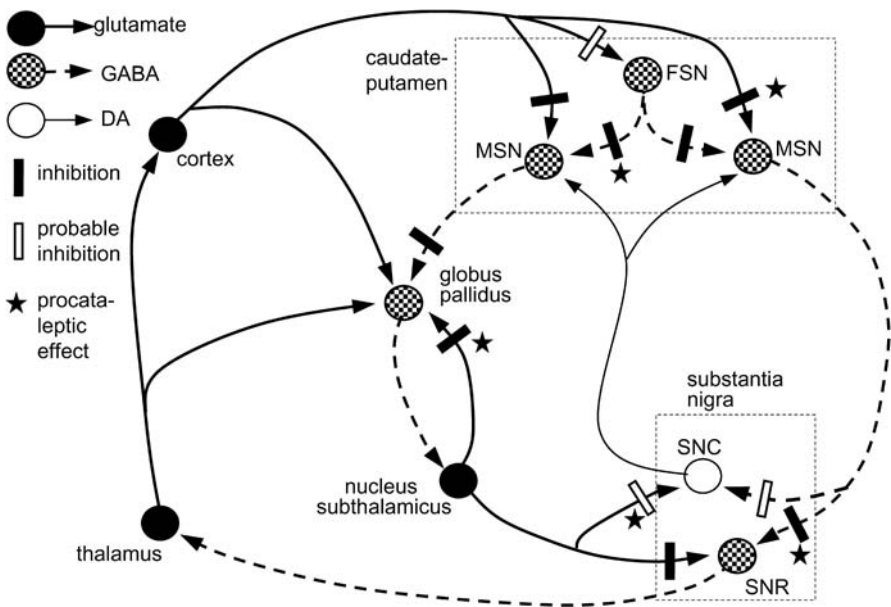 glutamate
GABA
DA
inhibition
probable
inhibition
procata-
leptic
effect
cortex
caudate-
putamen
FSN
MSN
MSN
globus
pallidus
substantia
nigra
SNC
nucleus
subthalamicus
thalamus
SNR